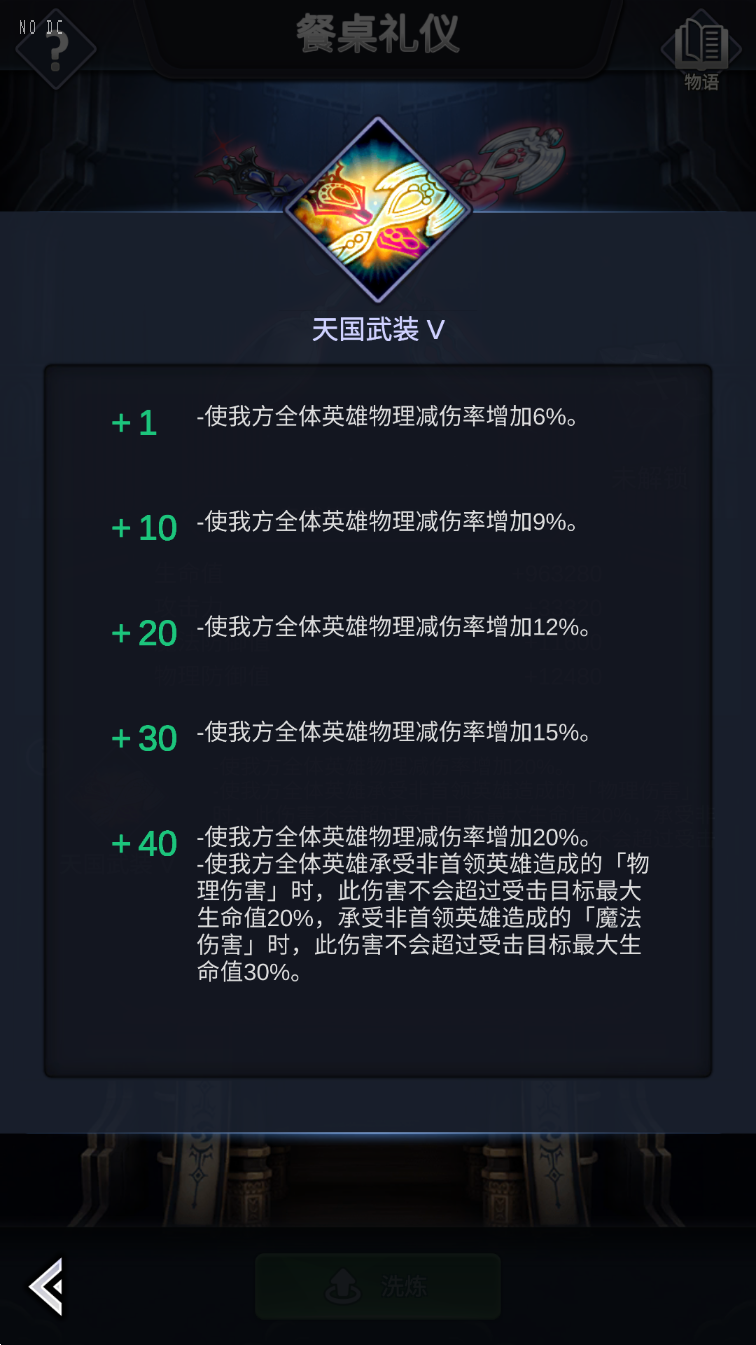 NO DC
餐桌礼仪
物语
天国武装 V
+1 -使我方全体英雄物理减伤率增加6%。
+10 -使我方全体英雄物理减伤率增加9%。
+20 -使我方全体英雄物理减伤率增加12%。
+30 -使我方全体英雄物理减伤率增加15%。
+40 -使我方全体英雄物理减伤率增加20%。
-使我方全体英雄承受非首领英雄造成的「物
理伤害」时，此伤害不会超过受击目标最大
生命值20%，承受非首领英雄造成的「魔法
伤害」时，此伤害不会超过受击目标最大生
命值30%。
洗炼